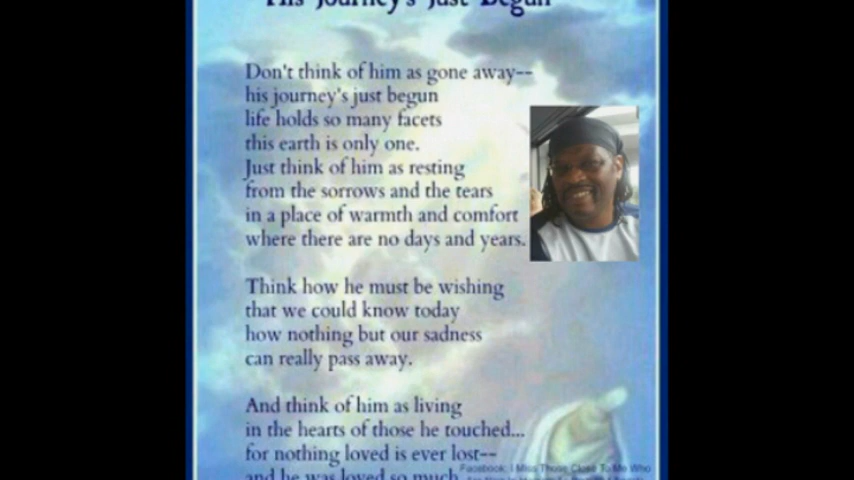 His Journey's Just Begun
Don't think of him as gone away--
his journey's just begun
life holds so many facets
this earth is only one.
Just think of him as resting
from the sorrows and the tears
in a place of warmth and comfort
where there are no days and years.
Think how he must be wishing
that we could know today
how nothing but our sadness
can really pass away.
And think of him as living
in the hearts of those he touched...
for nothing loved is ever lost--
and he was loved so much.
Facebook: I Miss Those Close To Me Who